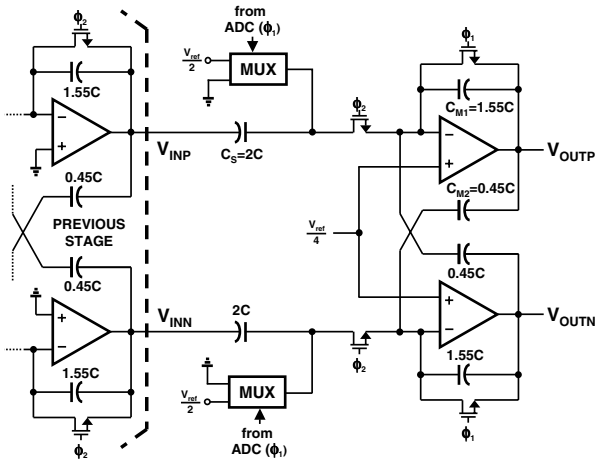 ϕ2
1.55C
−
+
0.45C
PREVIOUS
STAGE
0.45C
+
−
1.55C
ϕ2
from
ADC (ϕ1)
Vref
2
MUX
VINP
CS=2C
ϕ2
Vref
4
VINN
2C
ϕ2
Vref
2
MUX
from
ADC (ϕ1)
ϕ1
CM1=1.55C
−
+
VOUTP
CM2=0.45C
0.45C
+
−
VOUTN
1.55C
ϕ1